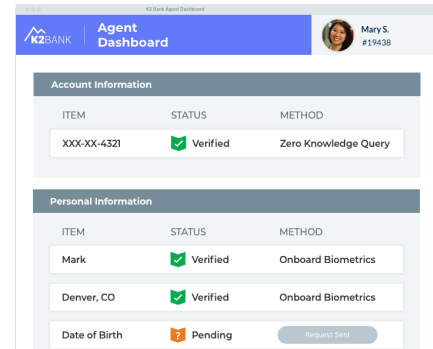 K2 Bank Agent Dashboard
K2BANK
Agent
Dashboard
Mary S.
#19438
Account Information
ITEM STATUS METHOD
XXX-XX-4321 Verified Zero Knowledge Query
Personal Information
ITEM STATUS METHOD
Mark Verified Onboard Biometrics
Denver, CO Verified Onboard Biometrics
Date of Birth ? Pending Request Sent